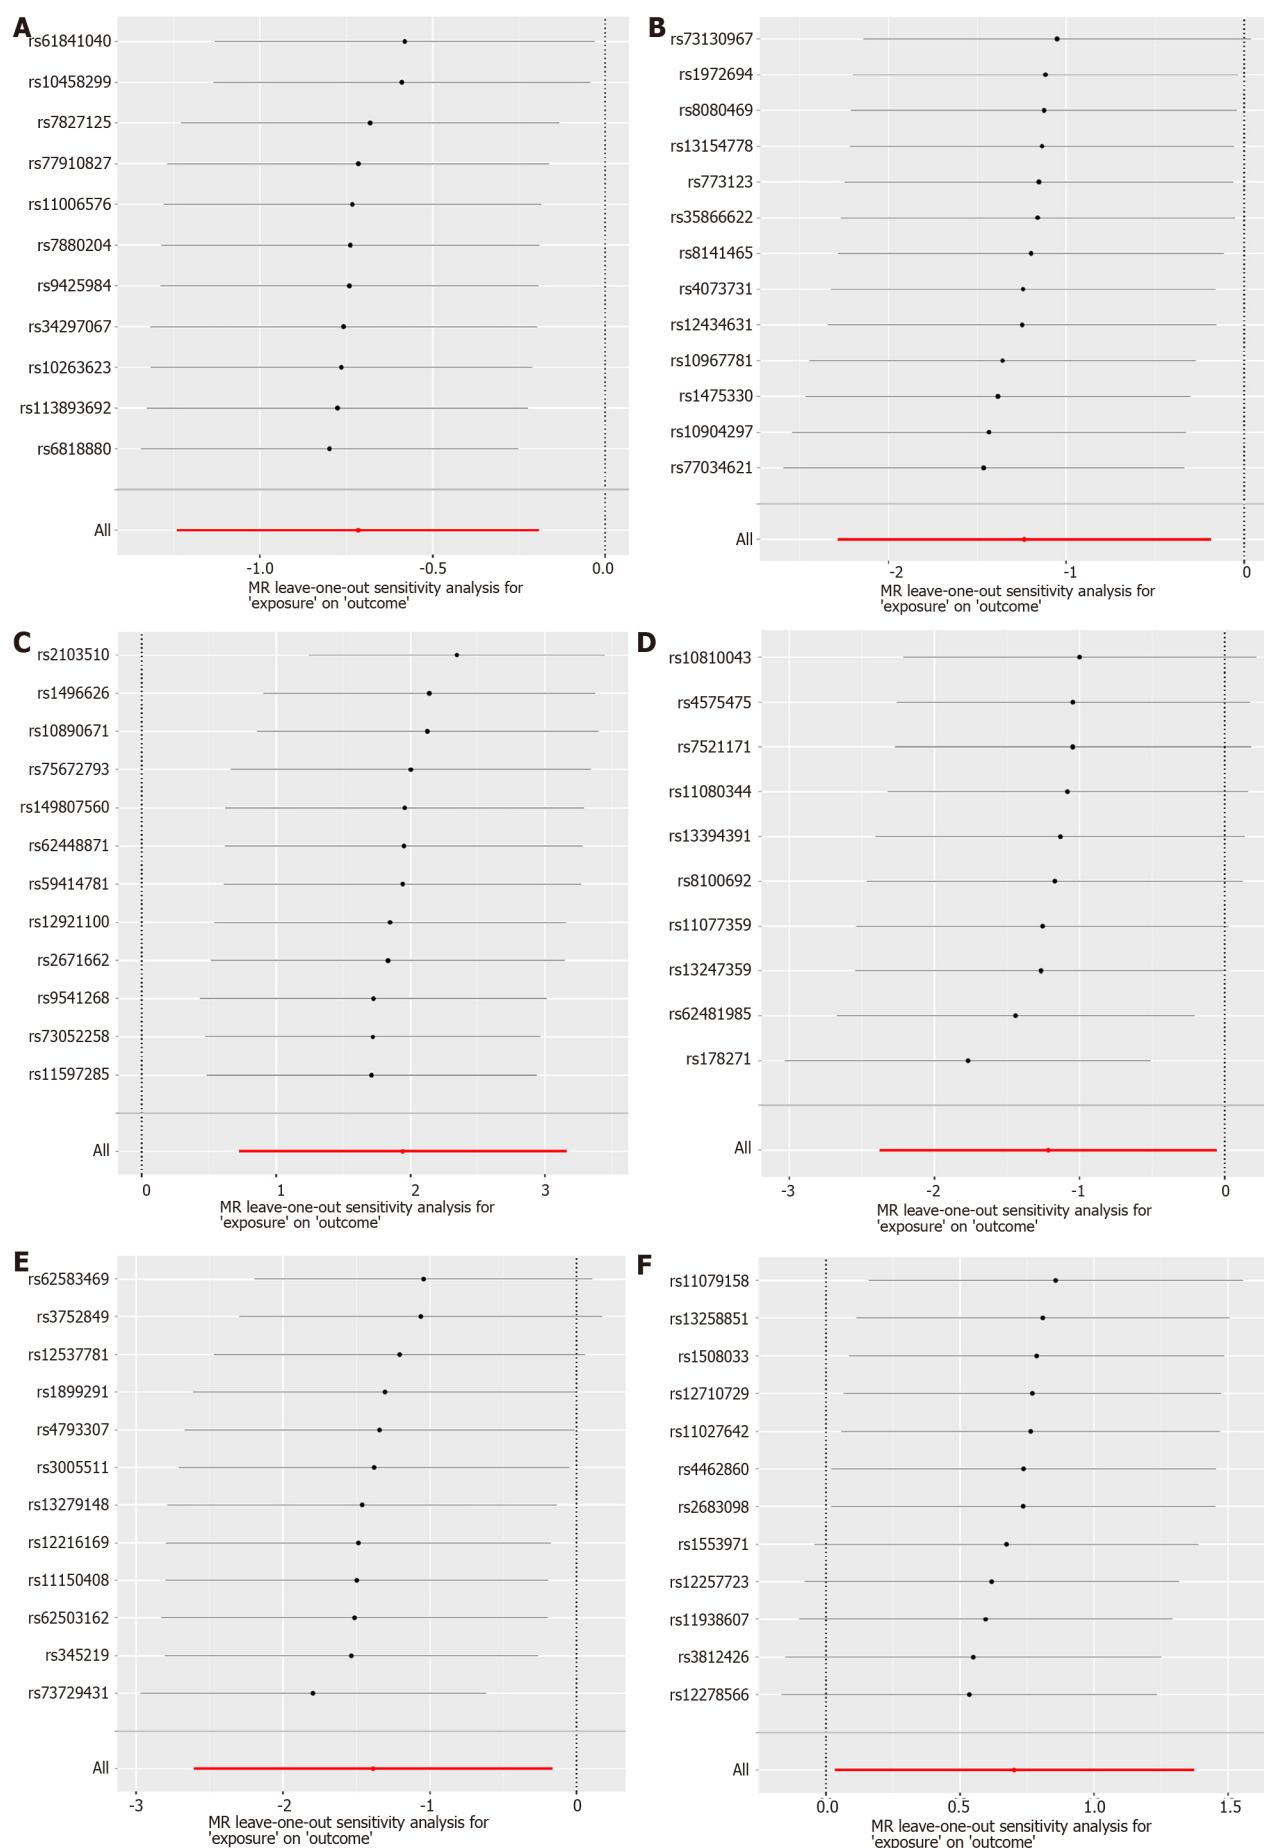 A
rs61841040
rs10458299
rs7827125
rs77910827
rs11006576
rs7880204
rs9425984
rs34297067
rs10263623
rs113893692
rs6818880
All
-1.0 -0.5 0.0
MR leave-one-out sensitivity analysis for
'exposure' on 'outcome'
B
rs73130967
rs1972694
rs8080469
rs13154778
rs773123
rs35866622
rs8141465
rs4073731
rs12434631
rs10967781
rs1475330
rs10904297
rs77034621
All
-2 -1 0
MR leave-one-out sensitivity analysis for
'exposure' on 'outcome'
C
rs2103510
rs1496626
rs10890671
rs75672793
rs149807560
rs62448871
rs59414781
rs12921100
rs2671662
rs9541268
rs73052258
rs11597285
All
0 1 2 3
MR leave-one-out sensitivity analysis for
'exposure' on 'outcome'
D
rs10810043
rs4575475
rs7521171
rs11080344
rs13394391
rs8100692
rs11077359
rs13247359
rs62481985
rs178271
All
-3 -2 -1 0
MR leave-one-out sensitivity analysis for
'exposure' on 'outcome'
E
rs62583469
rs3752849
rs12537781
rs1899291
rs4793307
rs3005511
rs13279148
rs12216169
rs11150408
rs62503162
rs345219
rs73729431
All
-3 -2 -1 0
MR leave-one-out sensitivity analysis for
'exposure' on 'outcome'
F
rs11079158
rs13258851
rs1508033
rs12710729
rs11027642
rs4462860
rs2683098
rs1553971
rs12257723
rs11938607
rs3812426
rs12278566
All
0.0 0.5 1.0 1.5
MR leave-one-out sensitivity analysis for
'exposure' on 'outcome'